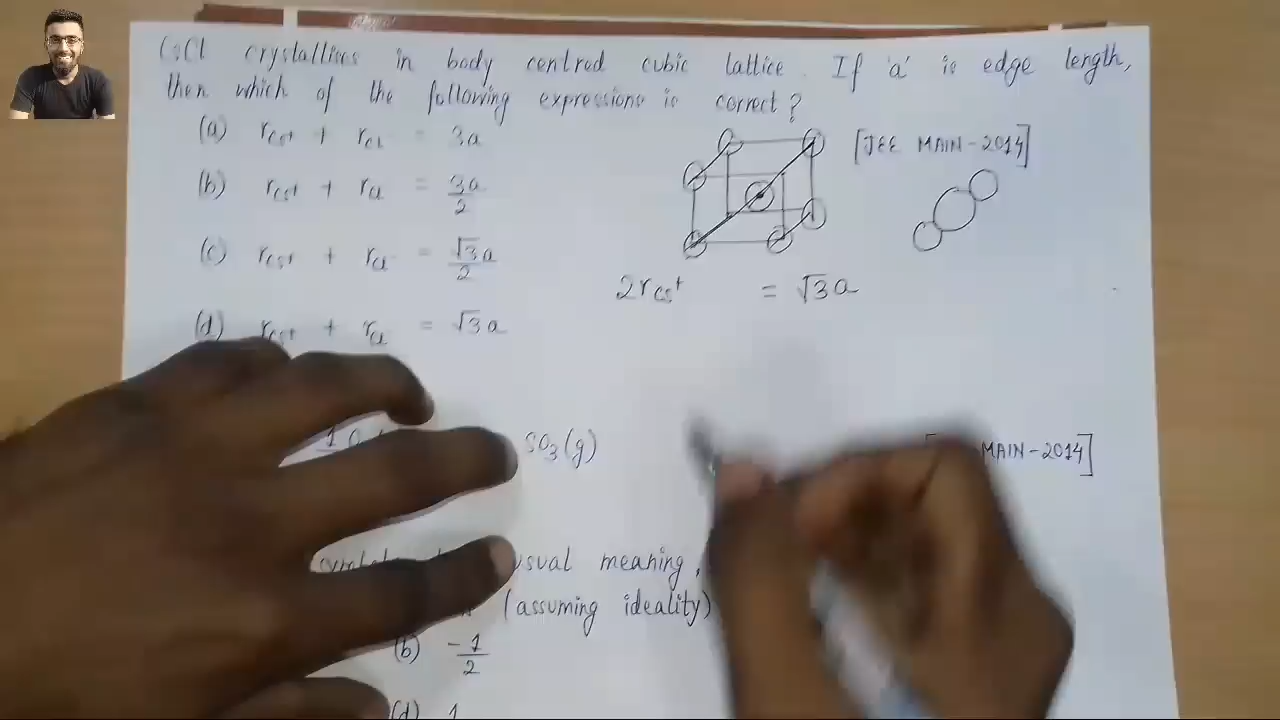 CsCl crystallises in body centred cubic lattice. If 'a' is edge length,
then which of the following expressions is correct?
(a) rCs+ + rCl- = 3a
[JEE MAIN-2014]
(b) rCs+ + rCl- = 3a/2
(c) rCs+ + rCl- = √3a/2
2rCs+ = √3a
(d) rCs+ + rCl- = √3a
SO3(g)
MAIN-2014]
usual meaning,
(assuming ideality)
(b) -1/2
(d) 1